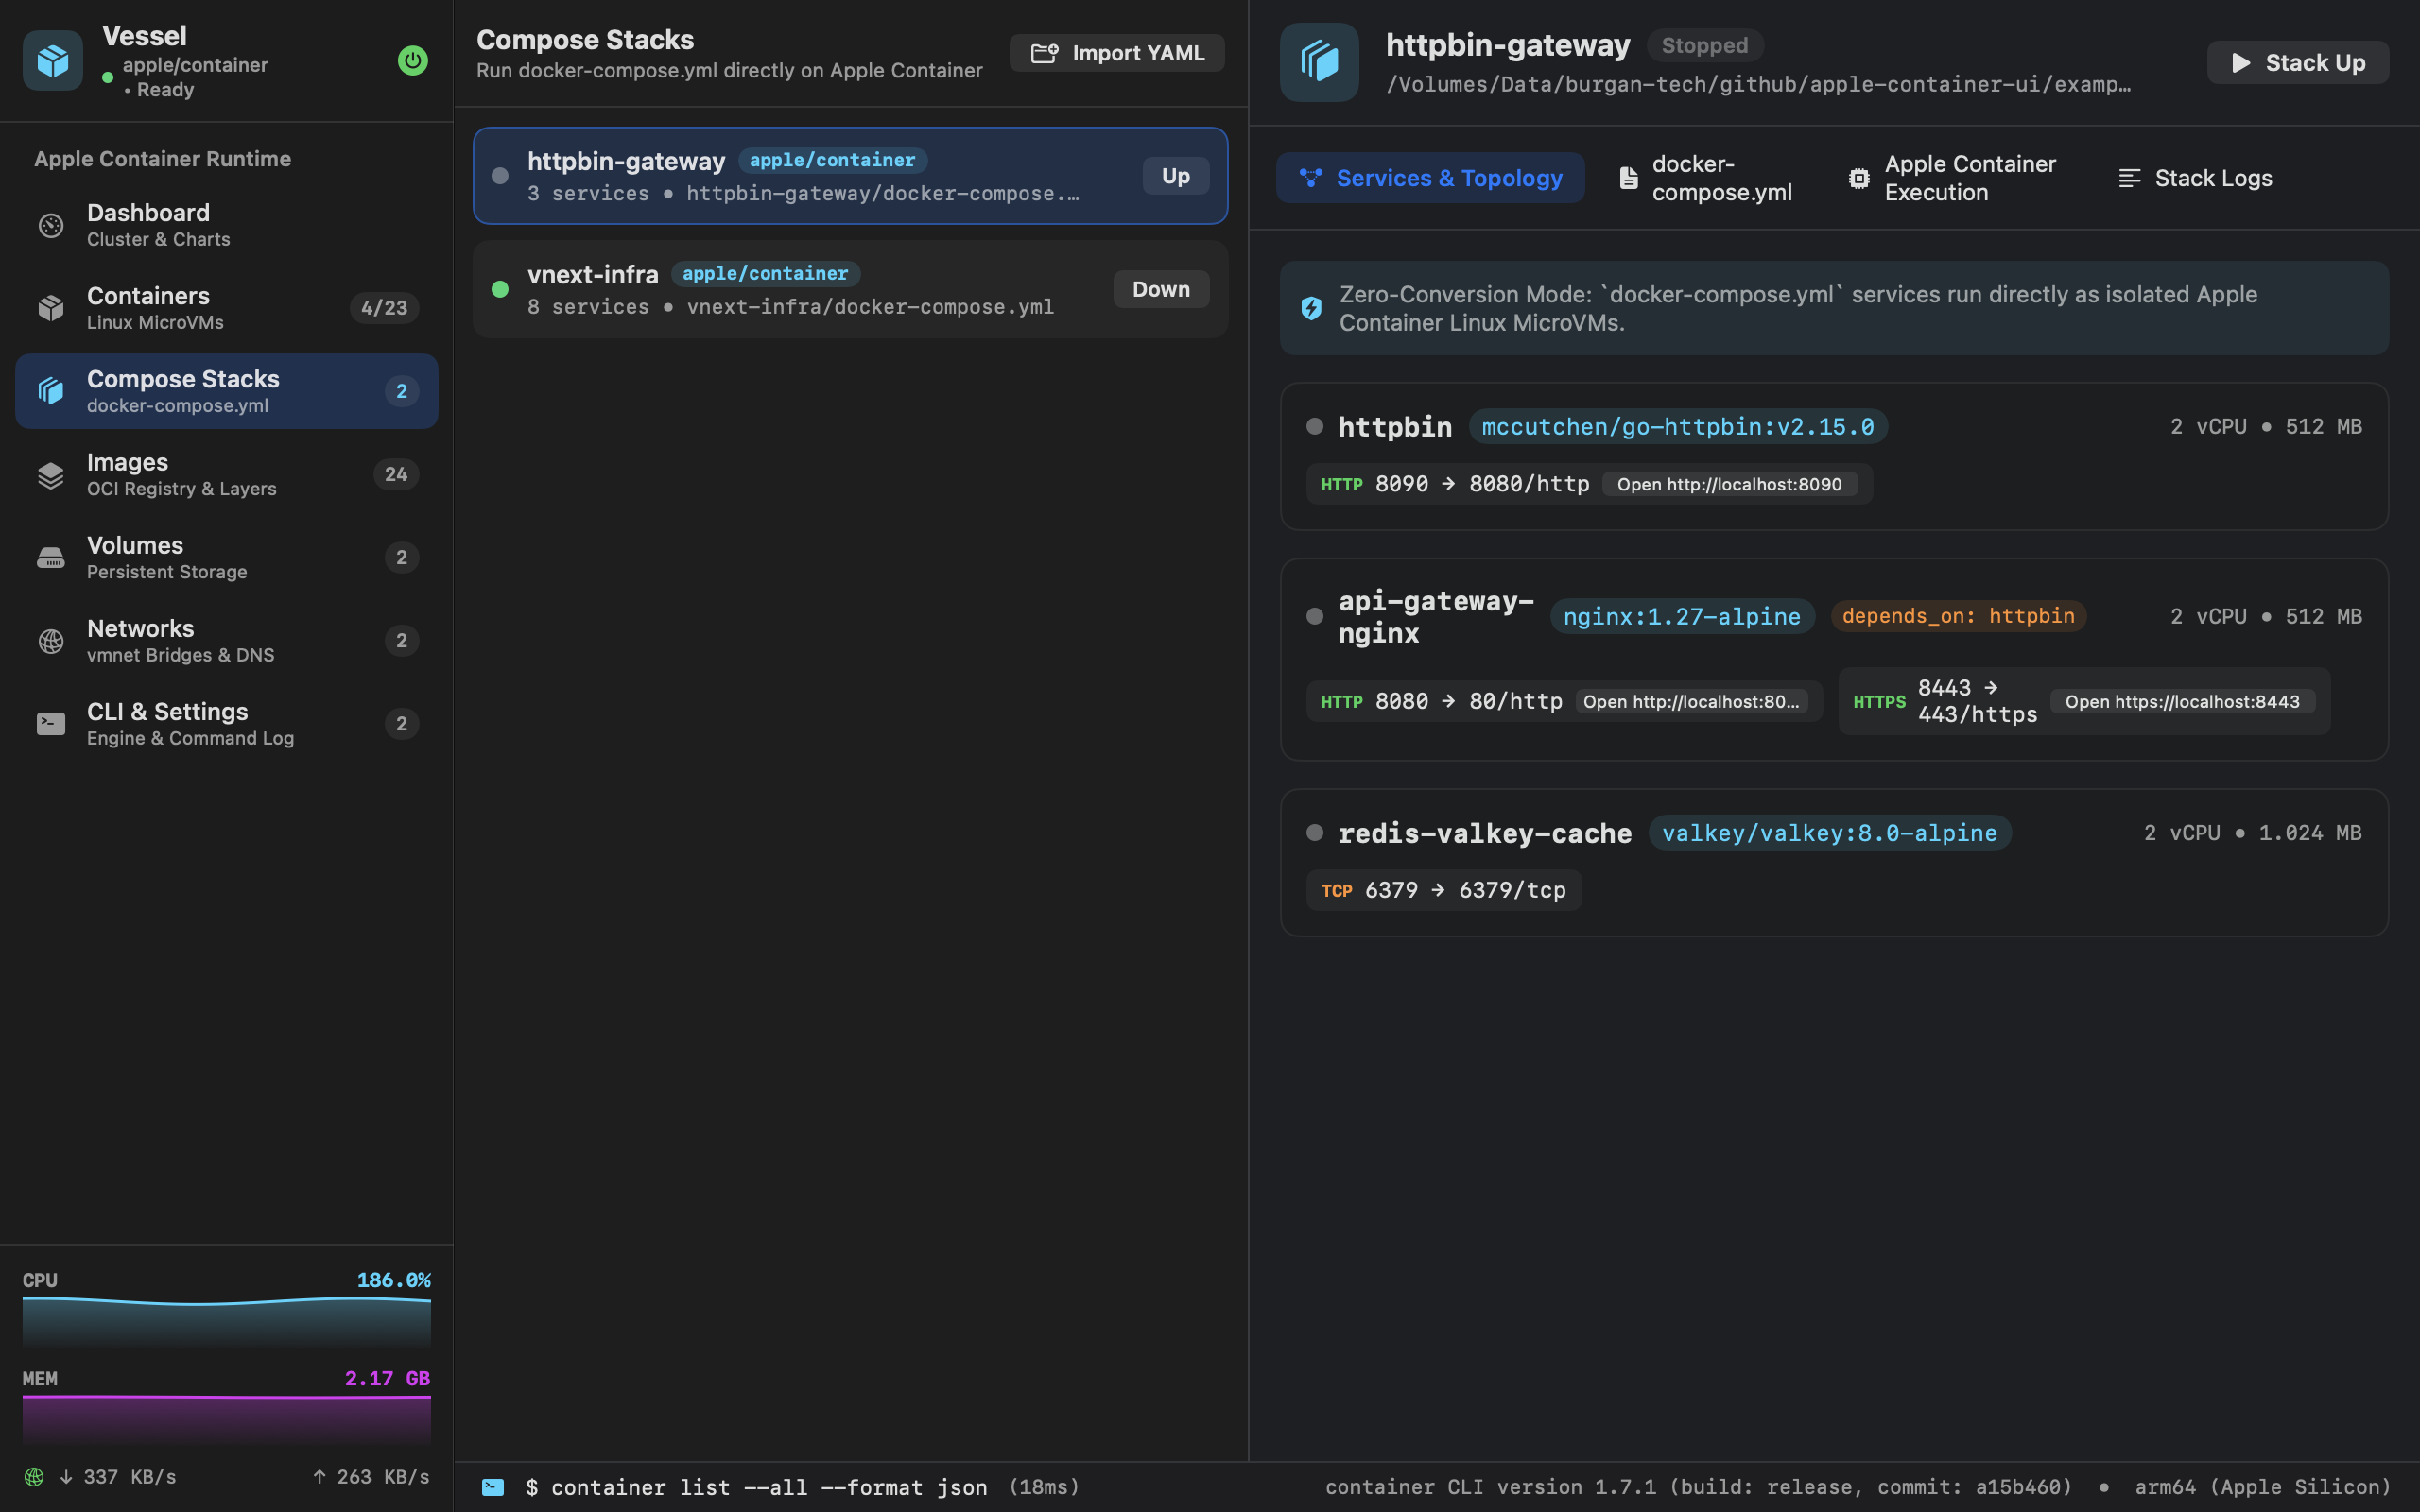 Vessel
apple/container
• Ready
Apple Container Runtime
Dashboard
Cluster & Charts
Containers
Linux MicroVMs
4/23
Compose Stacks
docker-compose.yml
2
Images
OCI Registry & Layers
24
Volumes
Persistent Storage
2
Networks
vmnet Bridges & DNS
2
CLI & Settings
Engine & Command Log
2
CPU
186.0%
MEM
2.17 GB
↓ 337 KB/s
↑ 263 KB/s
Compose Stacks
Run docker-compose.yml directly on Apple Container
Import YAML
httpbin-gateway apple/container
3 services • httpbin-gateway/docker-compose.…
Up
vnext-infra apple/container
8 services • vnext-infra/docker-compose.yml
Down
httpbin-gateway Stopped
/Volumes/Data/burgan-tech/github/apple-container-ui/examp…
Stack Up
Services & Topology
docker-
compose.yml
Apple Container
Execution
Stack Logs
Zero-Conversion Mode: `docker-compose.yml` services run directly as isolated Apple
Container Linux MicroVMs.
httpbin mccutchen/go-httpbin:v2.15.0 2 vCPU • 512 MB
HTTP 8090 → 8080/http Open http://localhost:8090
api-gateway-
nginx
nginx:1.27-alpine depends_on: httpbin 2 vCPU • 512 MB
HTTP 8080 → 80/http Open http://localhost:80…
HTTPS 8443 →
443/https
Open https://localhost:8443
redis-valkey-cache valkey/valkey:8.0-alpine 2 vCPU • 1.024 MB
TCP 6379 → 6379/tcp
$ container list --all --format json (18ms)
container CLI version 1.7.1 (build: release, commit: a15b460) • arm64 (Apple Silicon)